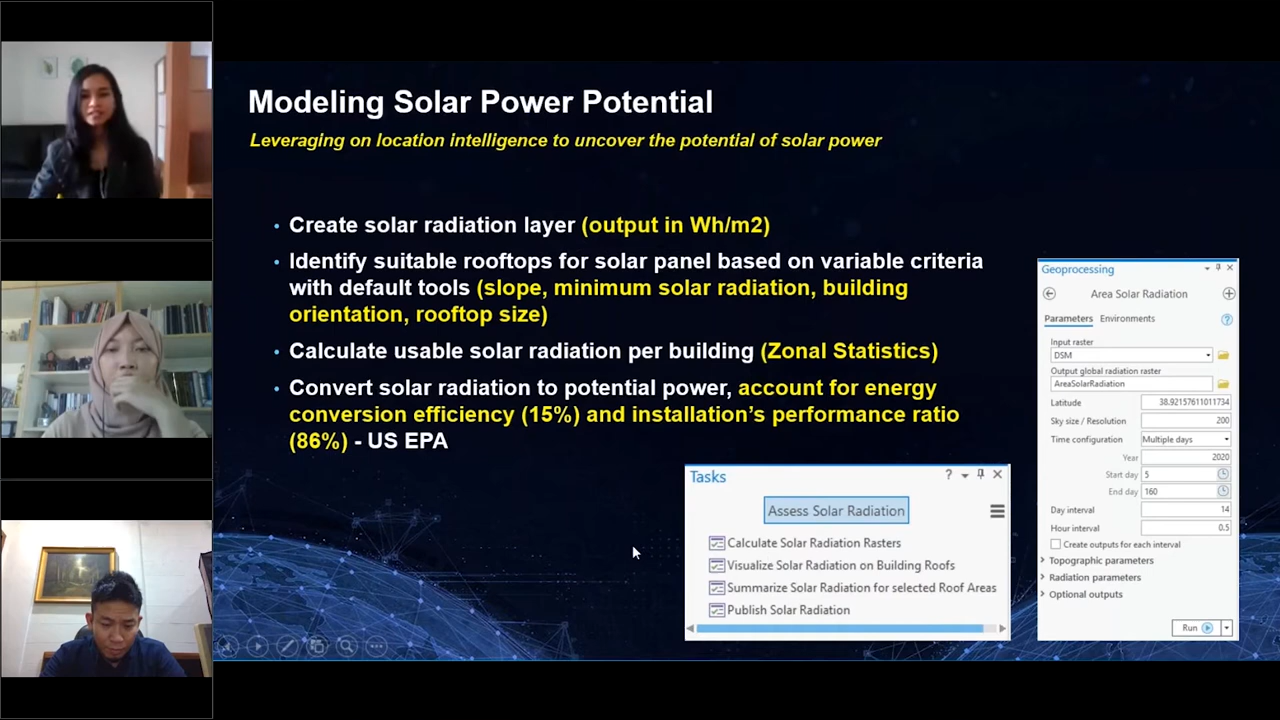 Modeling Solar Power Potential
Leveraging on location intelligence to uncover the potential of solar power
• Create solar radiation layer (output in Wh/m2)
• Identify suitable rooftops for solar panel based on variable criteria
with default tools (slope, minimum solar radiation, building
orientation, rooftop size)
• Calculate usable solar radiation per building (Zonal Statistics)
• Convert solar radiation to potential power, account for energy
conversion efficiency (15%) and installation's performance ratio
(86%) - US EPA
Tasks
Assess Solar Radiation
Calculate Solar Radiation Rasters
Visualize Solar Radiation on Building Roofs
Summarize Solar Radiation for selected Roof Areas
Publish Solar Radiation
Geoprocessing
Area Solar Radiation
Parameters Environments
Input raster
DSM
Output global radiation raster
AreaSolarRadiation
Latitude 38.92157611011734
Sky size / Resolution 200
Time configuration Multiple days
Year 2020
Start day 5
End day 160
Day interval 14
Hour interval 0.5
Create outputs for each interval
Topographic parameters
Radiation parameters
Optional outputs
Run